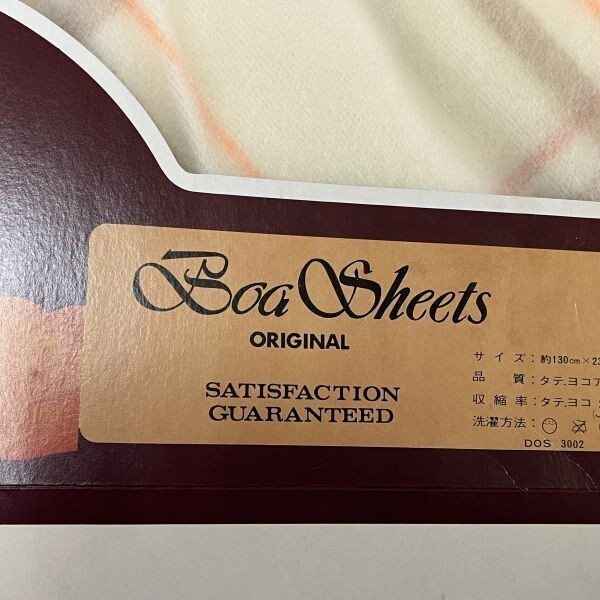 Boa Sheets
ORIGINAL
SATISFACTION
GUARANTEED
サイズ:約130cm×23
品質:タテ.ヨコア
収縮率:タテ.ヨコ
洗濯方法:
DOS 3002